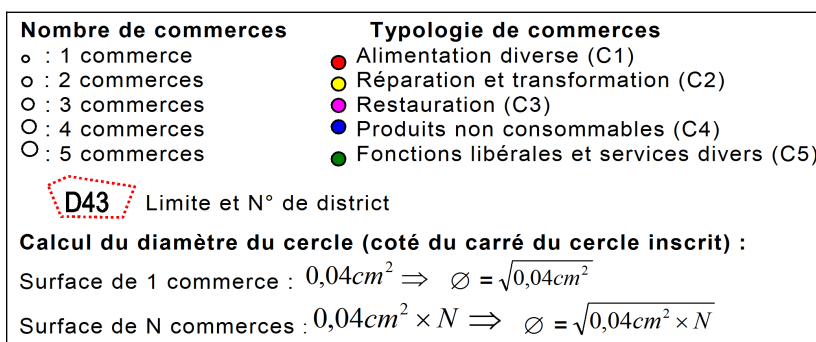 Nombre de commerces Typologie de commerces
: 1 commerce Alimentation diverse (C1)
: 2 commerces Réparation et transformation (C2)
: 3 commerces Restauration (C3)
: 4 commerces Produits non consommables (C4)
: 5 commerces Fonctions libérales et services divers (C5)
D43 Limite et N° de district
Calcul du diamètre du cercle (coté du carré du cercle inscrit) :
Surface de 1 commerce : 0,04cm² ⇒ ∅ = √0,04cm²
Surface de N commerces : 0,04cm² × N ⇒ ∅ = √0,04cm² × N